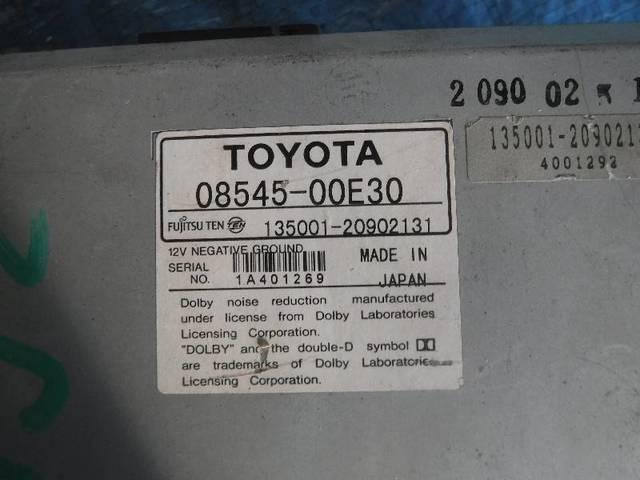 2 090 02
135001-2090213
4001292
TOYOTA
08545-00E30
FUJITSU TEN TEN 135001-20902131
12V NEGATIVE GROUND
SERIAL NO. 1A401269
MADE IN JAPAN
Dolby noise reduction manufactured
under license from Dolby Laboratories
Licensing Corporation.
"DOLBY" and the double-D symbol
are trademarks of Dolby Laboratories
Licensing Corporation.